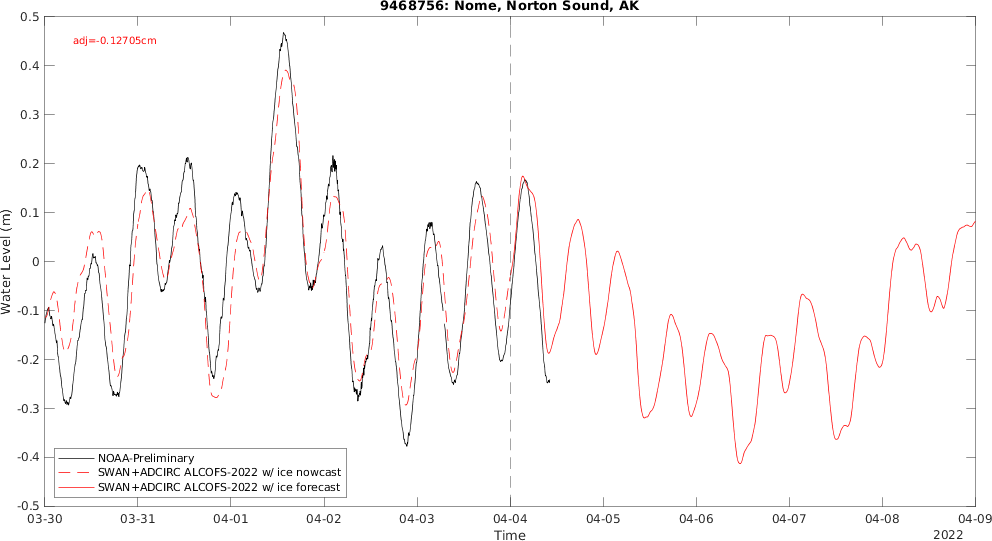 9468756: Nome, Norton Sound, AK
adj=-0.12705cm
0.5
0.4
0.3
0.2
0.1
0
-0.1
-0.2
-0.3
-0.4
-0.5
Water Level (m)
NOAA-Preliminary
SWAN+ADCIRC ALCOFS-2022 w/ ice nowcast
SWAN+ADCIRC ALCOFS-2022 w/ ice forecast
03-30 03-31 04-01 04-02 04-03 04-04 04-05 04-06 04-07 04-08 04-09
Time
2022